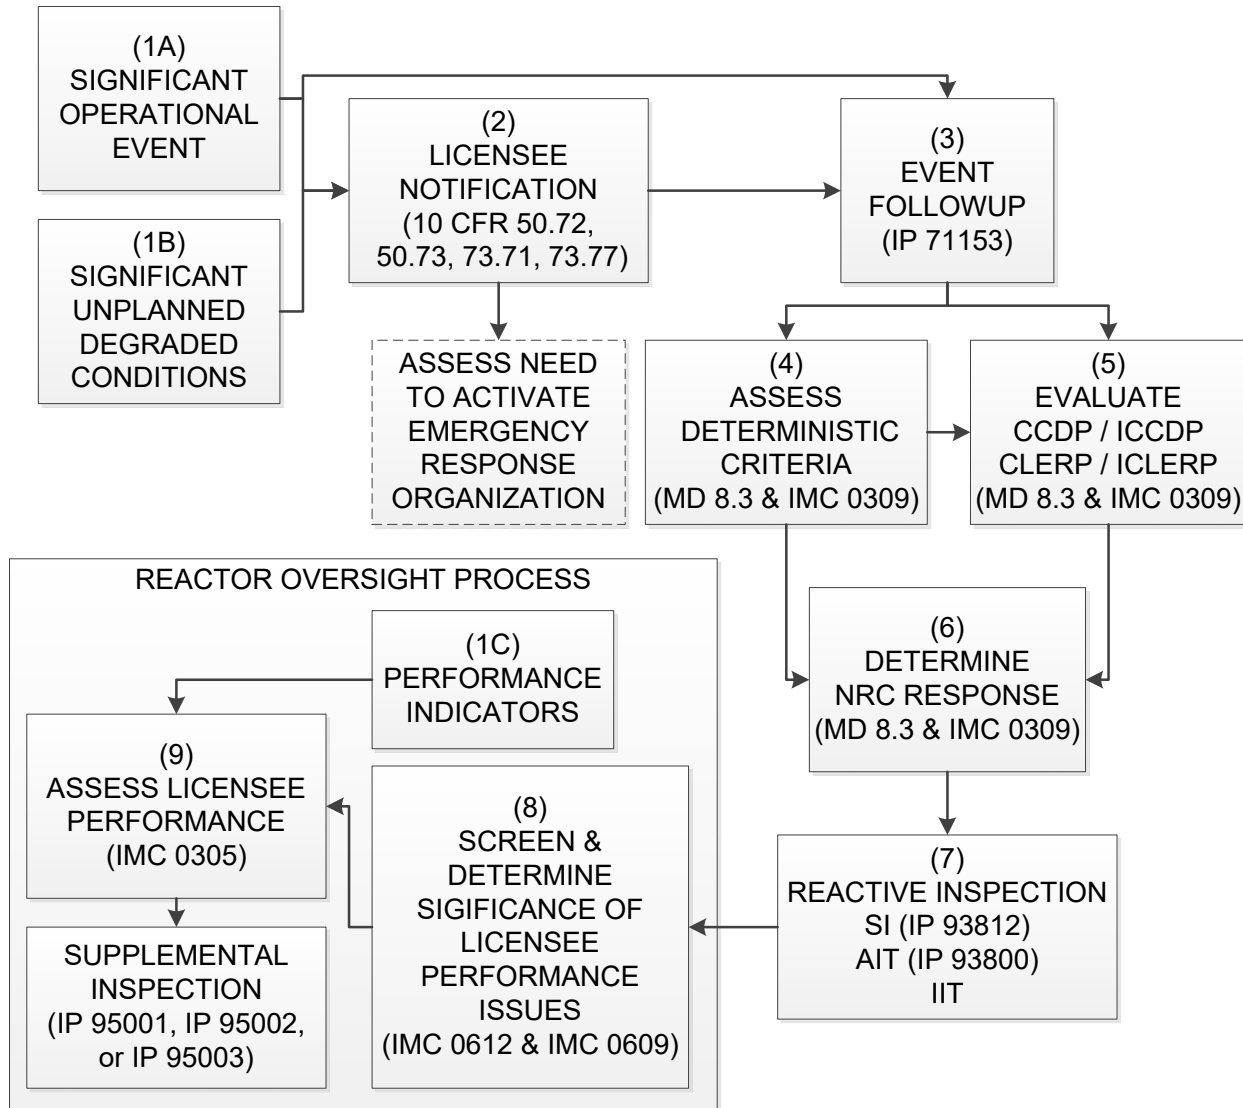 (1A)
SIGNIFICANT
OPERATIONAL
EVENT
(1B)
SIGNIFICANT
UNPLANNED
DEGRADED
CONDITIONS
(2)
LICENSEE
NOTIFICATION
(10 CFR 50.72,
50.73, 73.71, 73.77)
(3)
EVENT
FOLLOWUP
(IP 71153)
ASSESS NEED
TO ACTIVATE
EMERGENCY
RESPONSE
ORGANIZATION
(4)
ASSESS
DETERMINISTIC
CRITERIA
(MD 8.3 & IMC 0309)
(5)
EVALUATE
CCDP / ICCDP
CLERP / ICLERP
(MD 8.3 & IMC 0309)
(6)
DETERMINE
NRC RESPONSE
(MD 8.3 & IMC 0309)
(7)
REACTIVE INSPECTION
SI (IP 93812)
AIT (IP 93800)
IIT
REACTOR OVERSIGHT PROCESS
(1C)
PERFORMANCE
INDICATORS
(8)
SCREEN &
DETERMINE
SIGIFICANCE OF
LICENSEE
PERFORMANCE
ISSUES
(IMC 0612 & IMC 0609)
(9)
ASSESS LICENSEE
PERFORMANCE
(IMC 0305)
SUPPLEMENTAL
INSPECTION
(IP 95001, IP 95002,
or IP 95003)